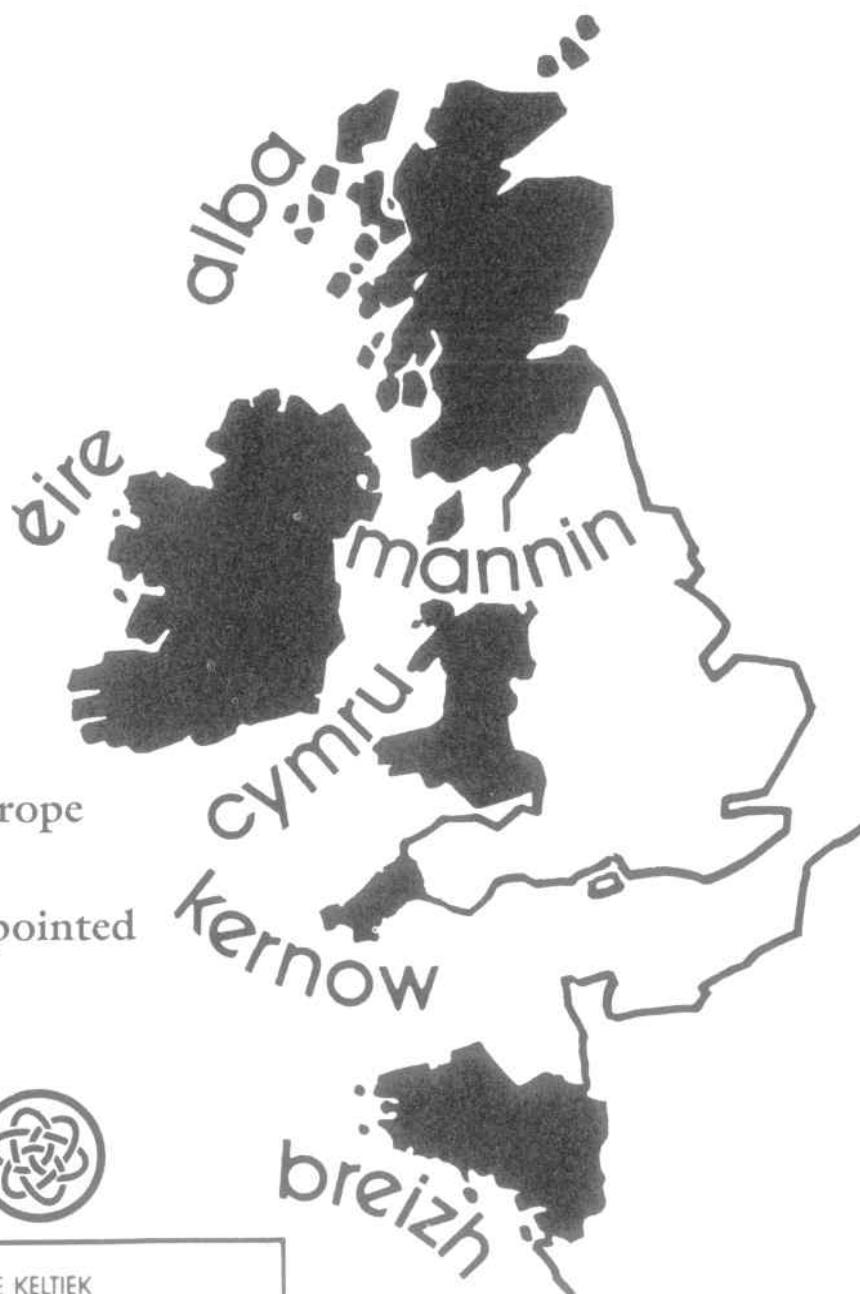 alba
éire
mannin
cymru
rope
kernow
pointed
breizh
E KELTIEK